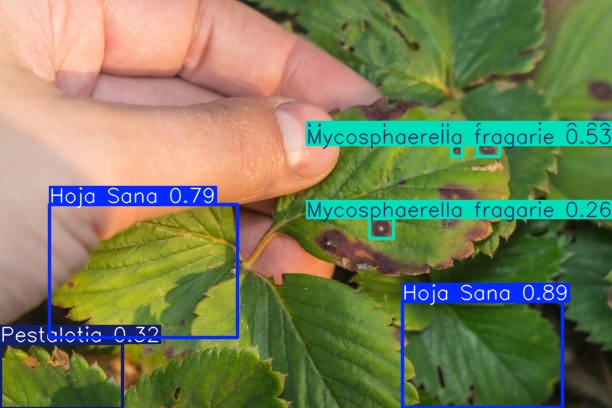 Mycosphaerella fragarie 0.53
Hoja Sana 0.79
Mycosphaerella fragarie 0.26
Hoja Sana 0.89
Pestalotia 0.32